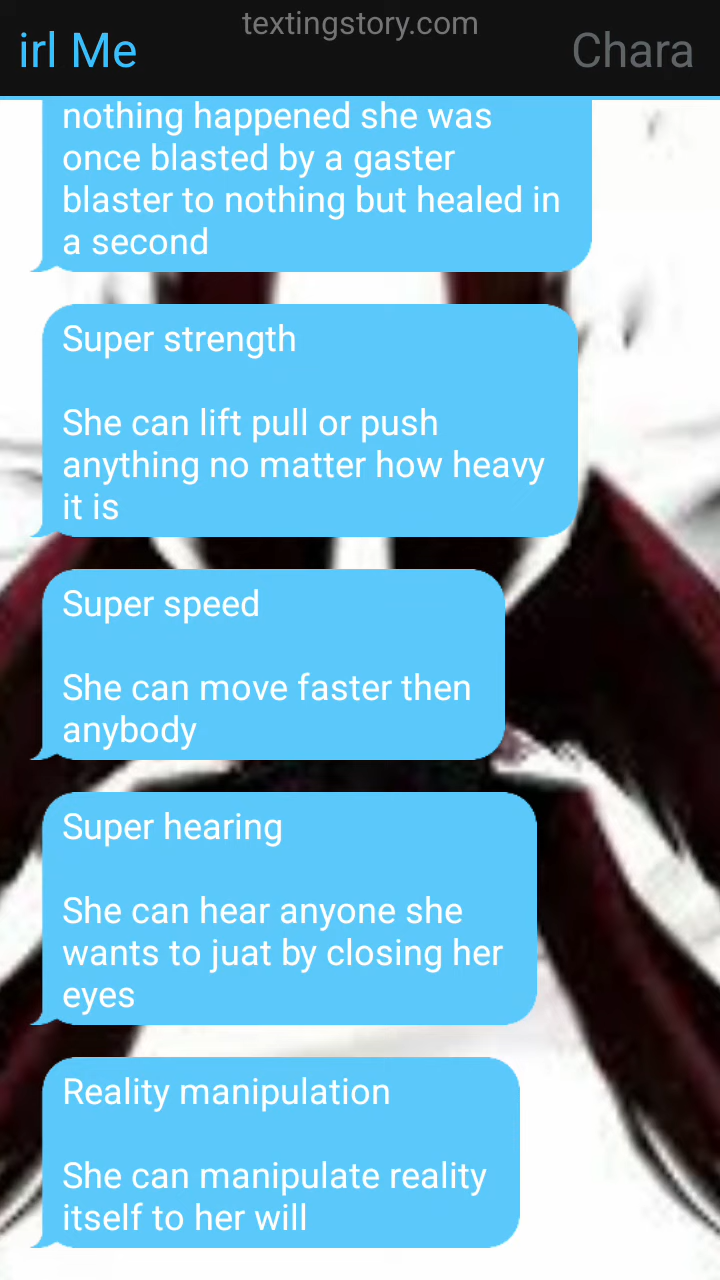 textingstory.com
irl Me
Chara
nothing happened she was
once blasted by a gaster
blaster to nothing but healed in
a second
Super strength
She can lift pull or push
anything no matter how heavy
it is
Super speed
She can move faster then
anybody
Super hearing
She can hear anyone she
wants to juat by closing her
eyes
Reality manipulation
She can manipulate reality
itself to her will